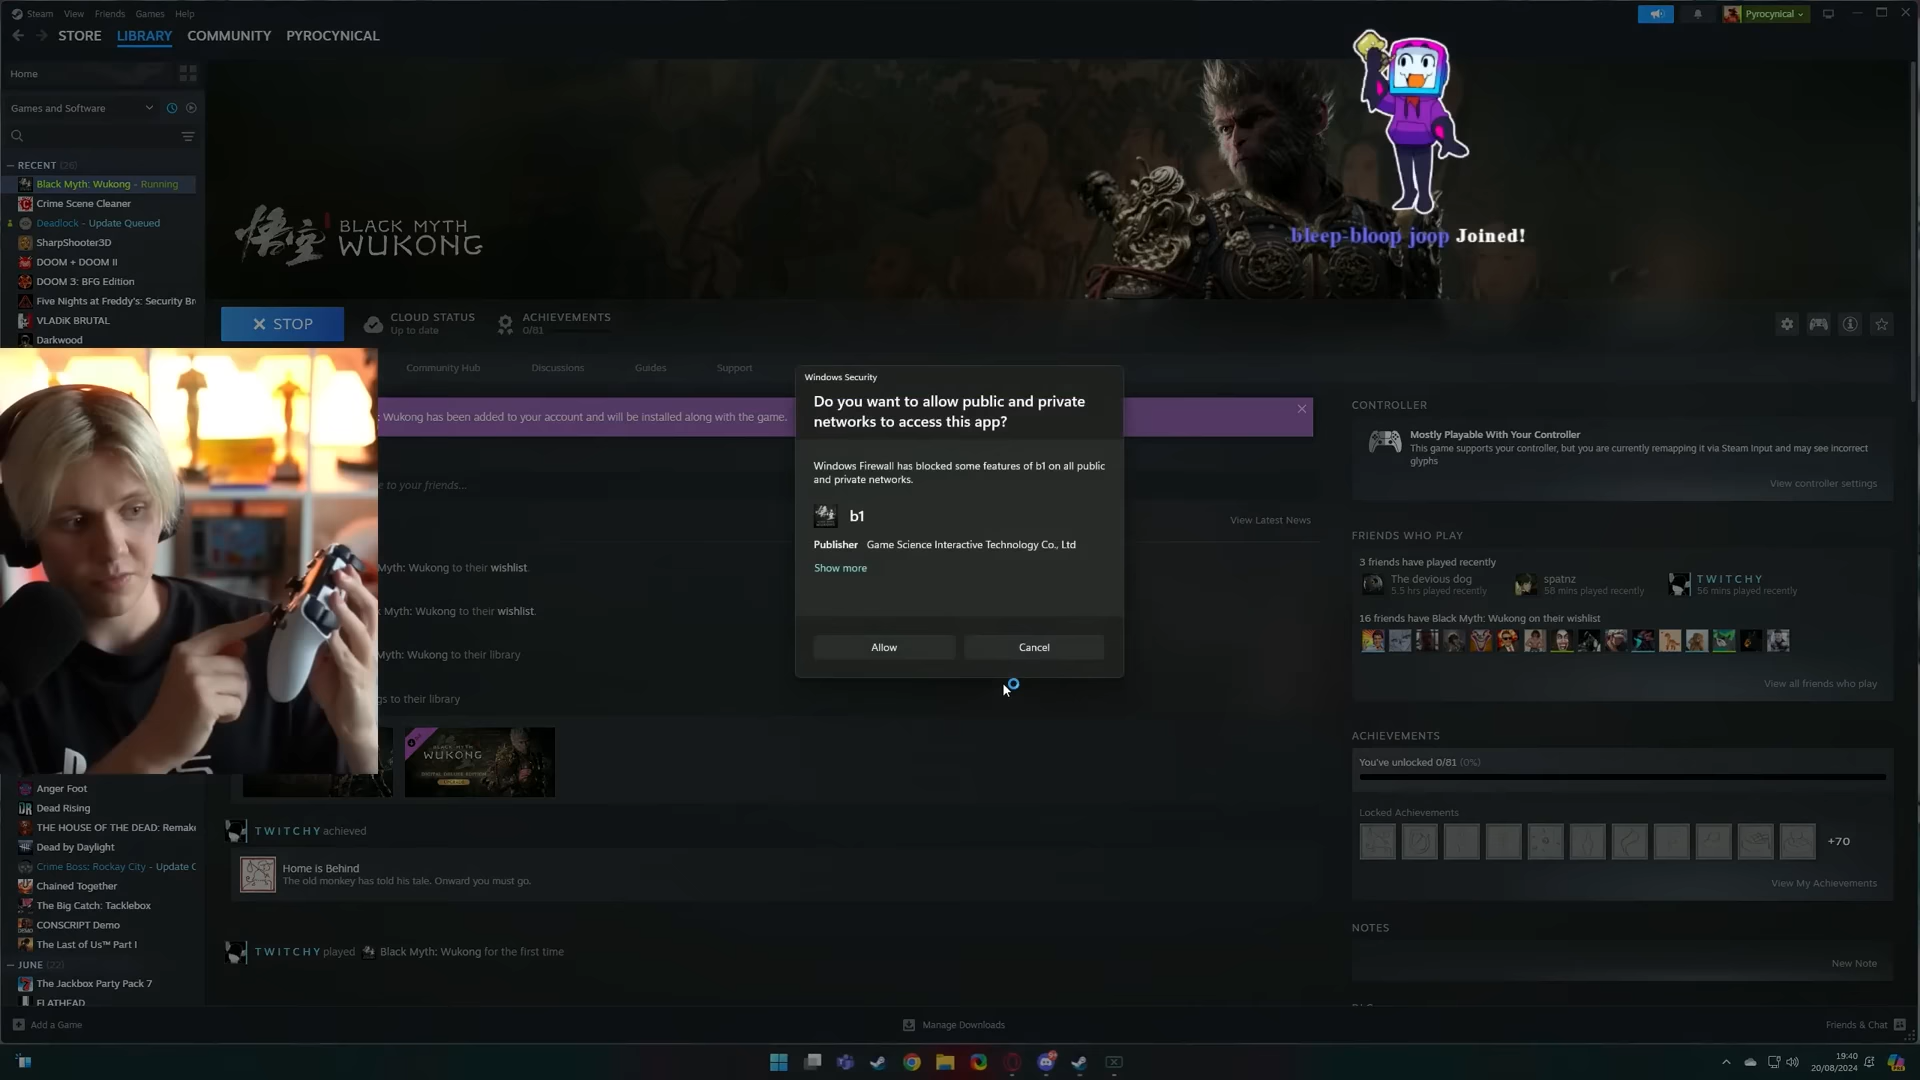 Steam View Friends Games Help
Pyrocynical
STORE LIBRARY COMMUNITY PYROCYNICAL
Home
Games and Software
RECENT (26)
Black Myth: Wukong - Running
Crime Scene Cleaner
Deadlock - Update Queued
SharpShooter3D
DOOM + DOOM II
DOOM 3: BFG Edition
Five Nights at Freddy's: Security Br
VLADiK BRUTAL
Darkwood
悟空
BLACK MYTH
WUKONG
bleep-bloop joop Joined!
STOP
CLOUD STATUS
Up to date
ACHIEVEMENTS
0/81
Community Hub Discussions Guides Support
: Wukong has been added to your account and will be installed along with the game.
e to your friends...
View Latest News
Myth: Wukong to their wishlist.
k Myth: Wukong to their wishlist.
Myth: Wukong to their library
gs to their library
Windows Security
Do you want to allow public and private
networks to access this app?
Windows Firewall has blocked some features of b1 on all public
and private networks.
b1
Publisher Game Science Interactive Technology Co., Ltd
Show more
Allow Cancel
CONTROLLER
Mostly Playable With Your Controller
This game supports your controller, but you are currently remapping it via Steam Input and may see incorrect
glyphs
View controller settings
FRIENDS WHO PLAY
3 friends have played recently
The devious dog
5.5 hrs played recently
spatnz
58 mins played recently
T W I T C H Y
56 mins played recently
16 friends have Black Myth: Wukong on their wishlist
View all friends who play
ACHIEVEMENTS
You've unlocked 0/81 (0%)
Locked Achievements
+70
View My Achievements
NOTES
New Note
BLACK MYTH
WUKONG
DIGITAL DELUXE EDITION
T W I T C H Y achieved
Home is Behind
The old monkey has told his tale. Onward you must go.
T W I T C H Y played Black Myth: Wukong for the first time
Anger Foot
Dead Rising
THE HOUSE OF THE DEAD: Remake
Dead by Daylight
Crime Boss: Rockay City - Update Q
Chained Together
The Big Catch: Tacklebox
CONSCRIPT Demo
The Last of Us™ Part I
JUNE (22)
The Jackbox Party Pack 7
FLATHEAD
Add a Game
Manage Downloads
Friends & Chat
19:40
20/08/2024